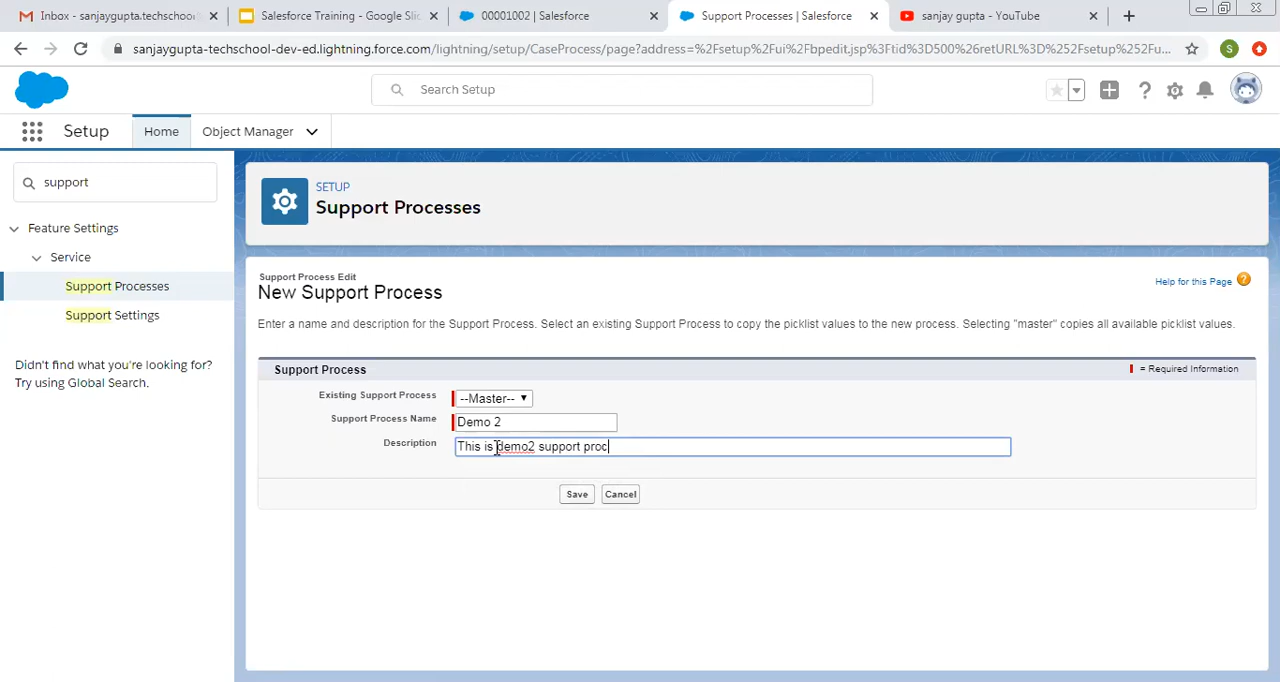 Inbox - sanjaygupta.techschool
Salesforce Training - Google Slid
00001002 | Salesforce
Support Processes | Salesforce
sanjay gupta - YouTube
sanjaygupta-techschool-dev-ed.lightning.force.com/lightning/setup/CaseProcess/page?address=%2Fsetup%2Fui%2Fbpedit.jsp%3Ftid%3D500%26retURL%3D%252Fsetup%252Fu...
S
Search Setup
Setup
Home
Object Manager
support
Feature Settings
Service
Support Processes
Support Settings
Didn't find what you're looking for?
Try using Global Search.
SETUP
Support Processes
Support Process Edit
New Support Process
Help for this Page
Enter a name and description for the Support Process. Select an existing Support Process to copy the picklist values to the new process. Selecting "master" copies all available picklist values.
Support Process
= Required Information
Existing Support Process
--Master--
Support Process Name
Demo 2
Description
This is demo2 support proc
Save
Cancel